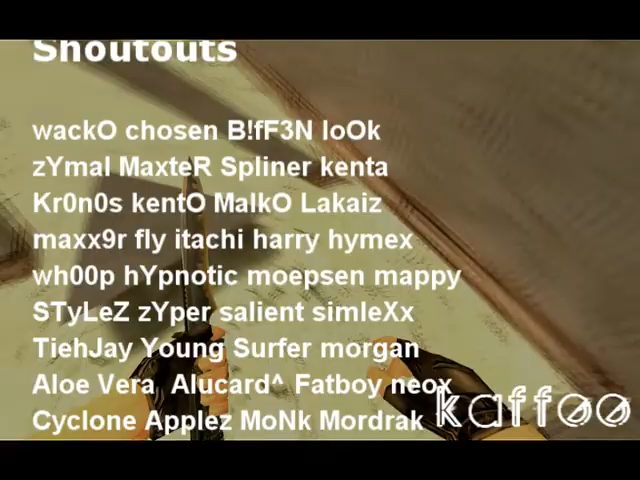 Shoutouts
wackO chosen B!fF3N loOk
zYmal MaxteR Spliner kenta
Kr0n0s kentO MalkO Lakaiz
maxx9r fly itachi harry hymex
wh00p hYpnotic moepsen mappy
STyLeZ zYper salient simleXx
TiehJay Young Surfer morgan
Aloe Vera  Alucard^ Fatboy neox
Cyclone Applez MoNk Mordrak
kaffoo